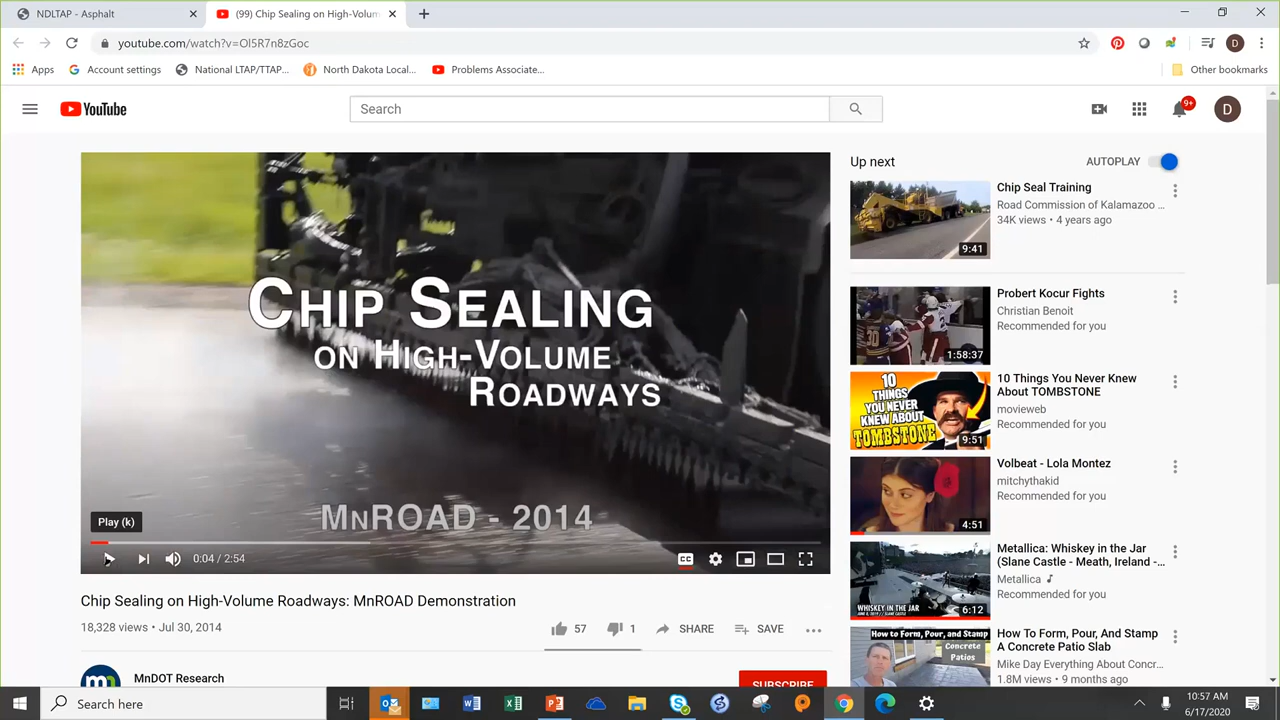 NDLTAP - Asphalt
(99) Chip Sealing on High-Volum
youtube.com/watch?v=OI5R7n8zGoc
D
Apps
Account settings
National LTAP/TTAP...
North Dakota Local...
Problems Associate...
Other bookmarks
YouTube
Search
9+
D
CHIP SEALING
ON HIGH-VOLUME
ROADWAYS
MNROAD - 2014
Play (k)
0:04 / 2:54
CC
Chip Sealing on High-Volume Roadways: MnROAD Demonstration
18,328 views • Jul 30, 2014
57
1
SHARE
SAVE
MnDOT Research
SUBSCRIBE
Up next
AUTOPLAY
Chip Seal Training
Road Commission of Kalamazoo ...
34K views • 4 years ago
9:41
Probert Kocur Fights
Christian Benoit
Recommended for you
1:58:37
10 Things You Never Knew
About TOMBSTONE
movieweb
Recommended for you
10
THINGS
YOU NEVER
KNEW ABOUT
TOMBSTONE
9:51
Volbeat - Lola Montez
mitchythakid
Recommended for you
4:51
Metallica: Whiskey in the Jar
(Slane Castle - Meath, Ireland -...
Metallica
Recommended for you
WHISKEY IN THE JAR
6:12
How To Form, Pour, And Stamp
A Concrete Patio Slab
Mike Day Everything About Concr...
1.8M views • 9 months ago
How to Form, Pour, and Stamp
Concrete
Patios
Search here
10:57 AM
6/17/2020